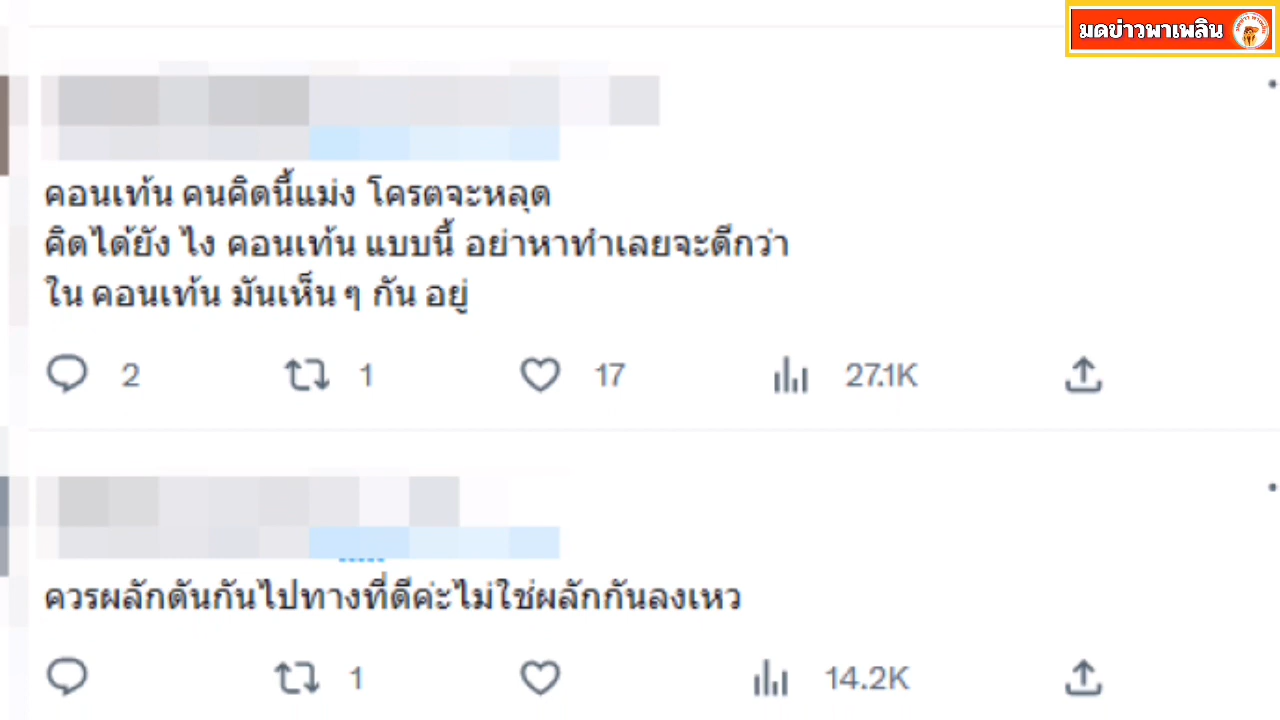 มดข่าวพาเพลิน
คอนเท้น คนคิดนี้แม่ง โครตจะหลุด
คิดได้ยัง ไง คอนเท้น แบบนี้ อย่าหาทำเลยจะดีกว่า
ใน คอนเท้น มันเห็น ๆ กัน อยู่
2 1 17 27.1K
ควรผลักดันกันไปทางที่ดีค่ะไม่ใช่ผลักกันลงเหว
1 14.2K